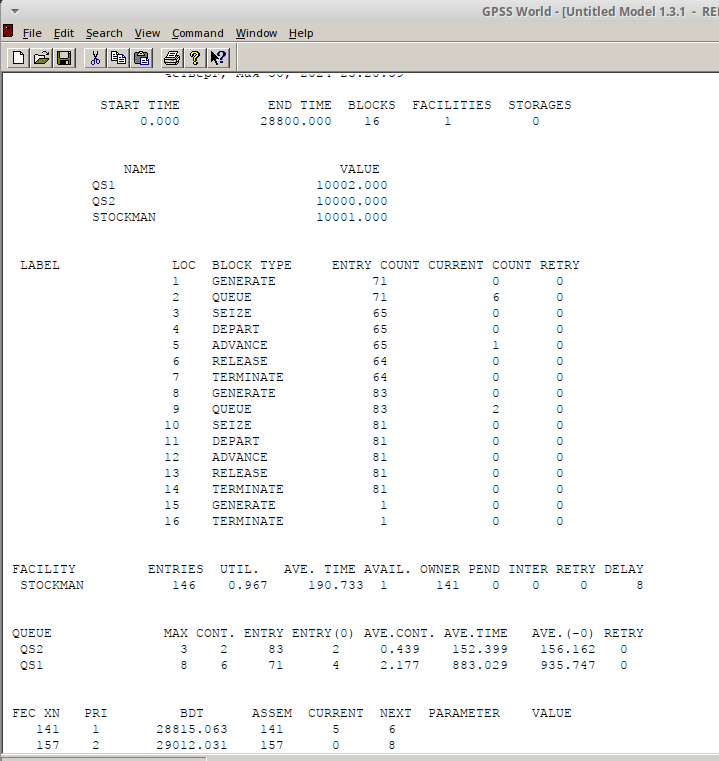 GPSS World - [Untitled Model 1.3.1 - RE
File Edit Search View Command Window Help
START TIME END TIME BLOCKS FACILITIES STORAGES
0.000 28800.000 16 1 0
NAME VALUE
QS1 10002.000
QS2 10000.000
STOCKMAN 10001.000
LABEL LOC BLOCK TYPE ENTRY COUNT CURRENT COUNT RETRY
1 GENERATE 71 0 0
2 QUEUE 71 6 0
3 SEIZE 65 0 0
4 DEPART 65 0 0
5 ADVANCE 65 1 0
6 RELEASE 64 0 0
7 TERMINATE 64 0 0
8 GENERATE 83 0 0
9 QUEUE 83 2 0
10 SEIZE 81 0 0
11 DEPART 81 0 0
12 ADVANCE 81 0 0
13 RELEASE 81 0 0
14 TERMINATE 81 0 0
15 GENERATE 1 0 0
16 TERMINATE 1 0 0
FACILITY ENTRIES UTIL. AVE. TIME AVAIL. OWNER PEND INTER RETRY DELAY
STOCKMAN 146 0.967 190.733 1 141 0 0 0 8
QUEUE MAX CONT. ENTRY ENTRY(0) AVE.CONT. AVE.TIME AVE.(-0) RETRY
QS2 3 2 83 2 0.439 152.399 156.162 0
QS1 8 6 71 4 2.177 883.029 935.747 0
FEC XN PRI BDT ASSEM CURRENT NEXT PARAMETER VALUE
141 1 28815.063 141 5 6
157 2 29012.031 157 0 8